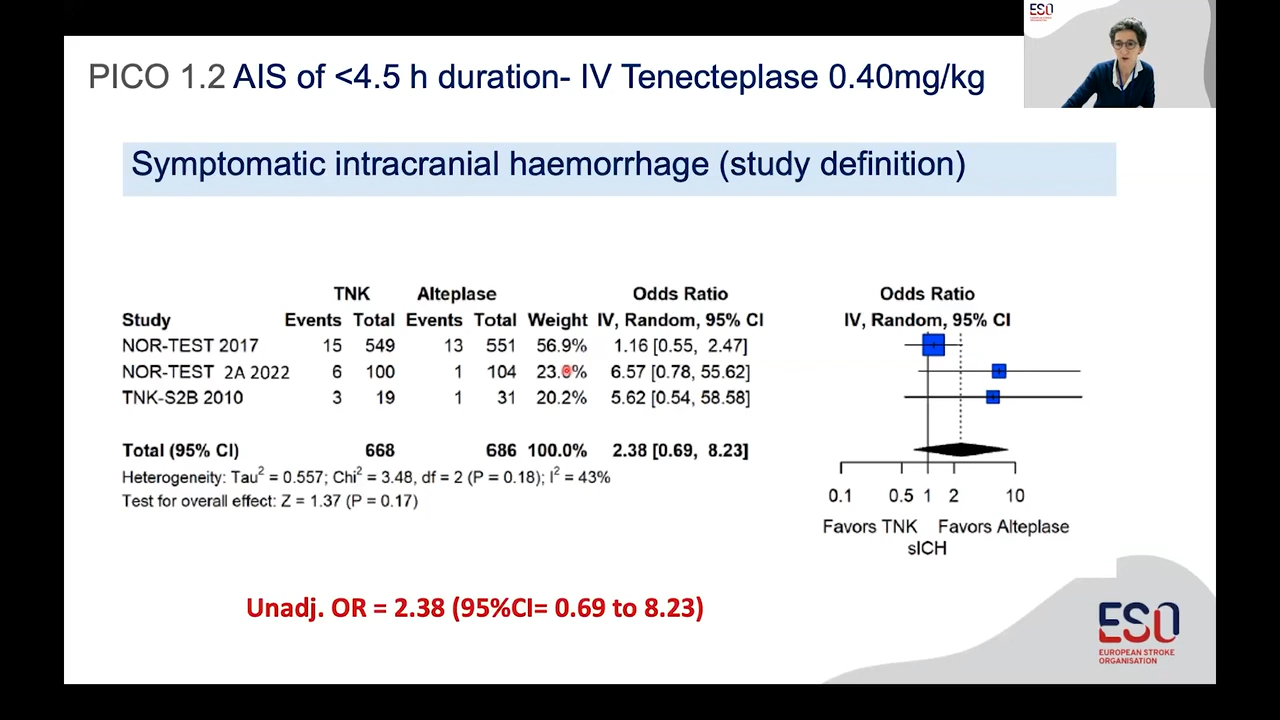 ESO
PICO 1.2 AIS of <4.5 h duration- IV Tenecteplase 0.40mg/kg
Symptomatic intracranial haemorrhage (study definition)
TNK Alteplase Odds Ratio Odds Ratio
Study Events Total Events Total Weight IV, Random, 95% CI IV, Random, 95% CI
NOR-TEST 2017 15 549 13 551 56.9% 1.16 [0.55, 2.47]
NOR-TEST 2A 2022 6 100 1 104 23.0% 6.57 [0.78, 55.62]
TNK-S2B 2010 3 19 1 31 20.2% 5.62 [0.54, 58.58]
Total (95% CI) 668 686 100.0% 2.38 [0.69, 8.23]
Heterogeneity: Tau² = 0.557; Chi² = 3.48, df = 2 (P = 0.18); I² = 43%
Test for overall effect: Z = 1.37 (P = 0.17)
0.1 0.5 1 2 10
Favors TNK Favors Alteplase
sICH
Unadj. OR = 2.38 (95%CI= 0.69 to 8.23)
ESO
EUROPEAN STROKE
ORGANISATION